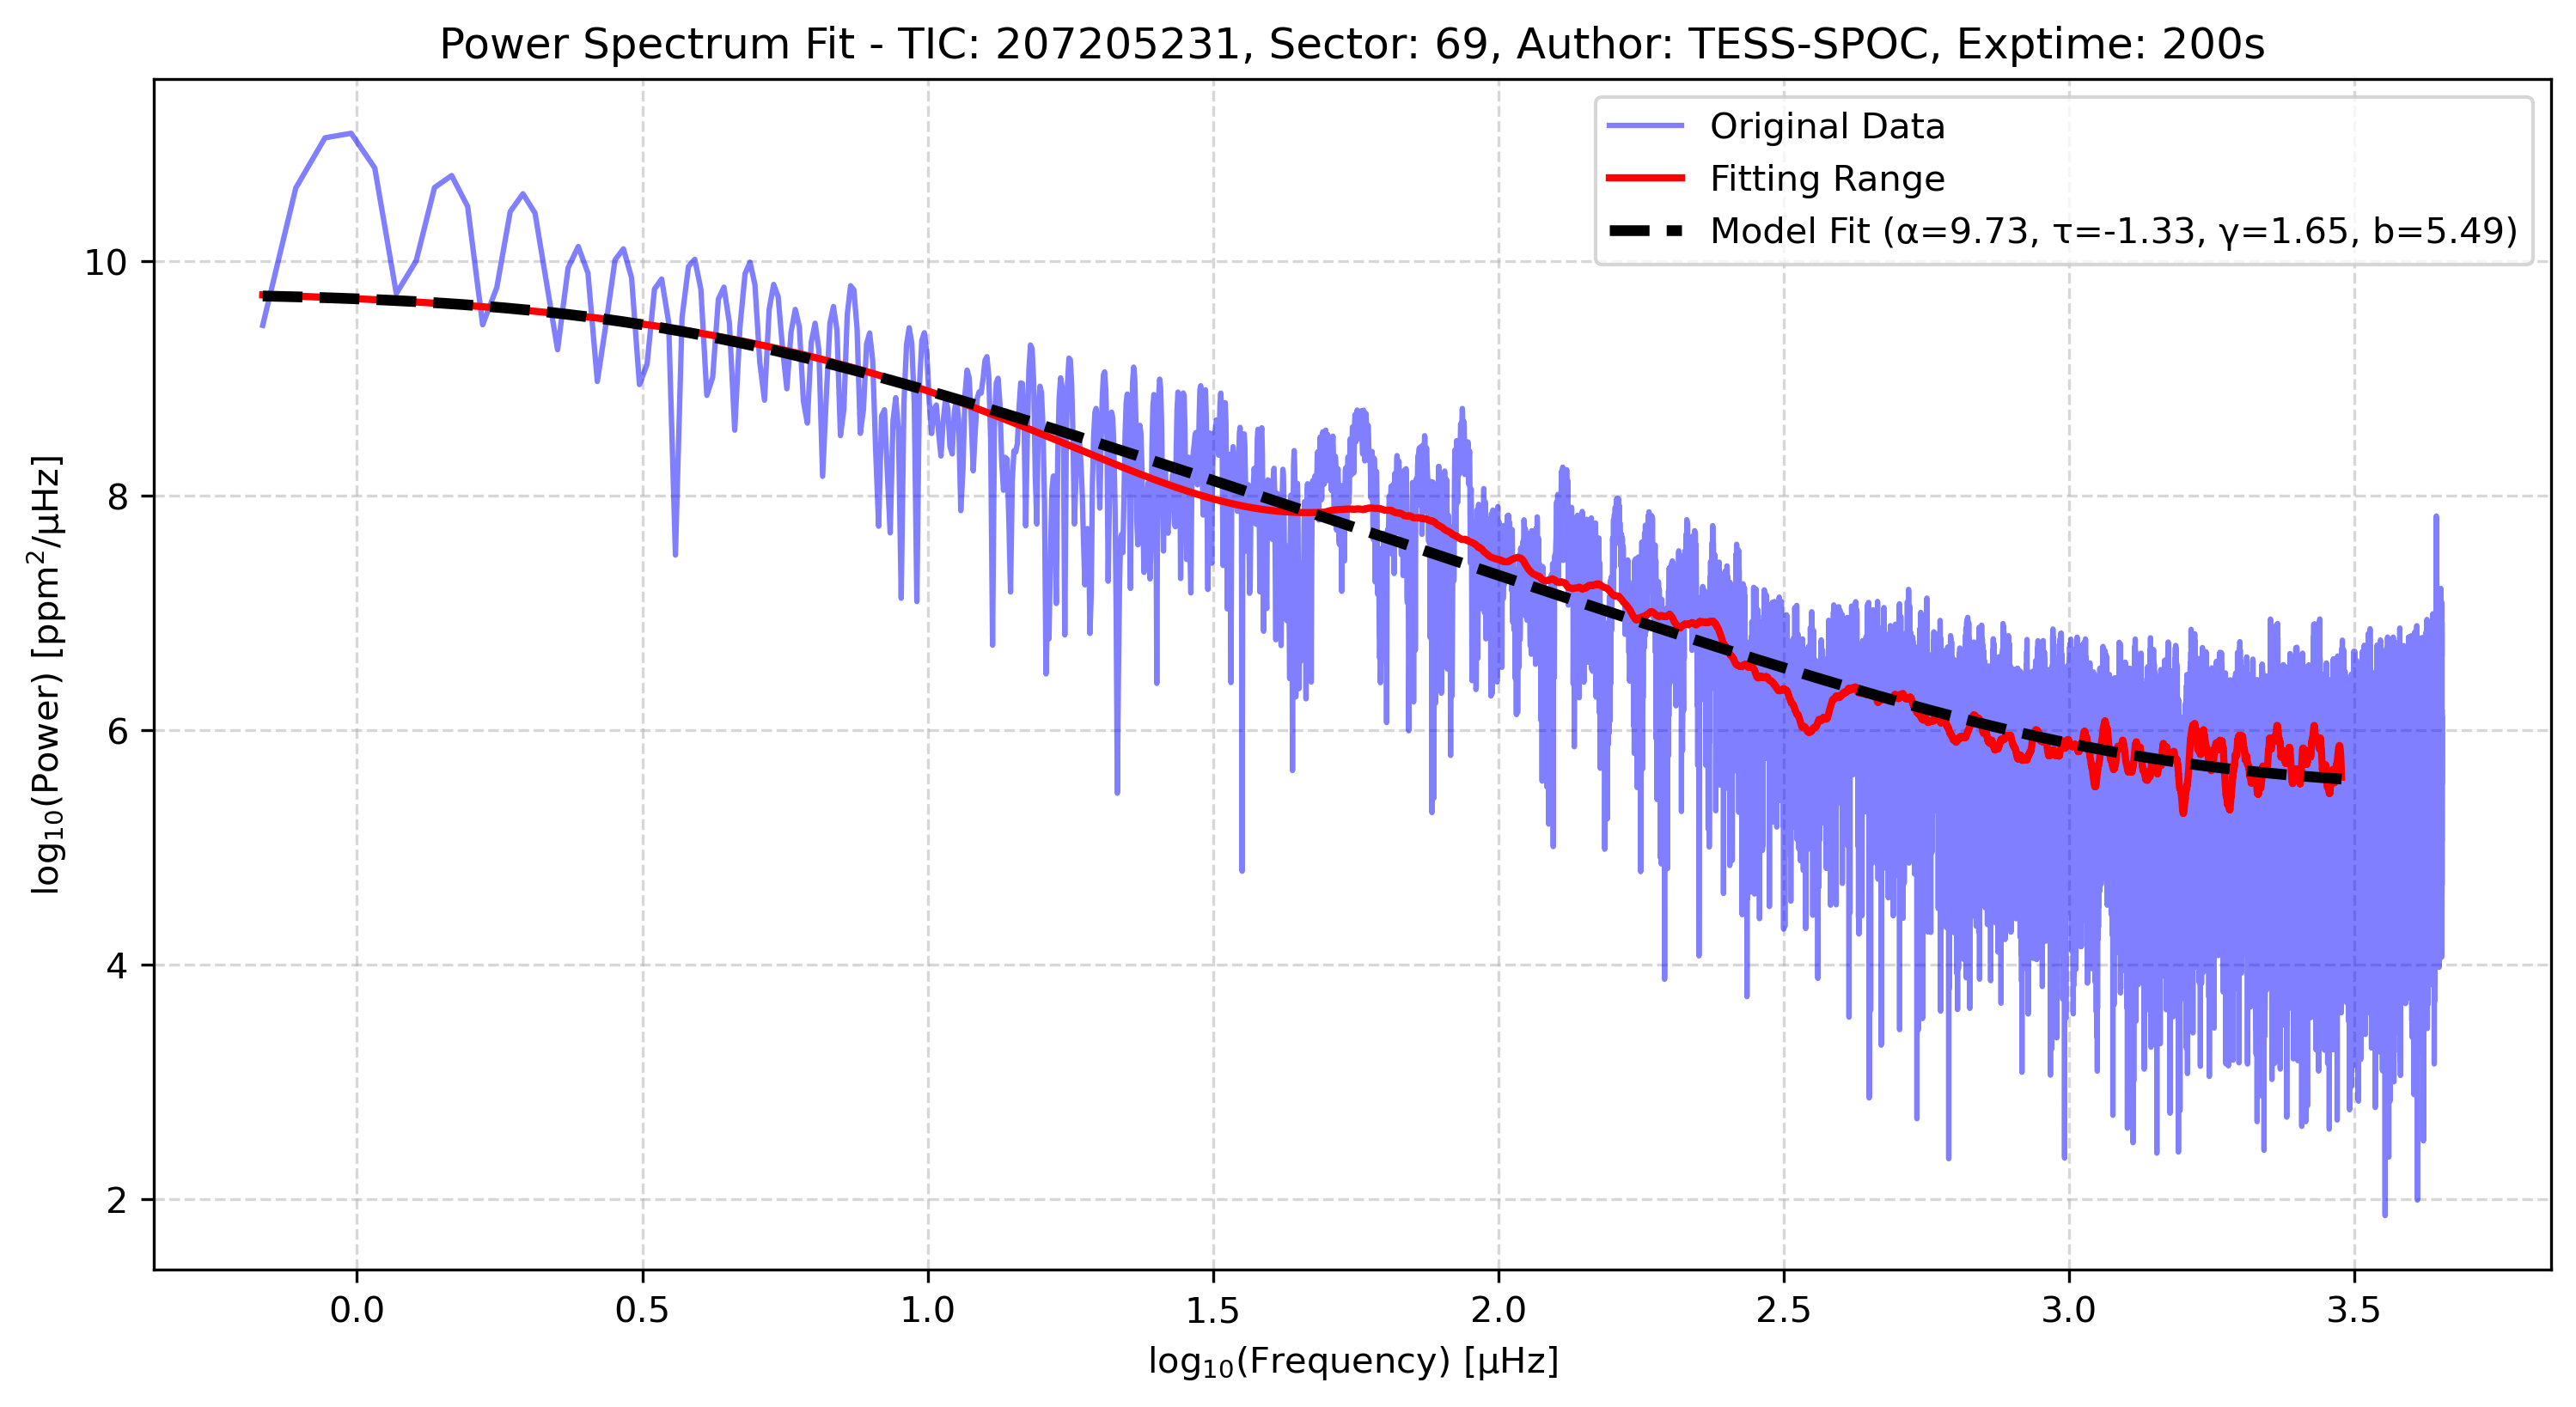 Power Spectrum Fit - TIC: 207205231, Sector: 69, Author: TESS-SPOC, Exptime: 200s
Original Data
Fitting Range
Model Fit (α=9.73, τ=-1.33, γ=1.65, b=5.49)
log₁₀(Power) [ppm²/μHz]
10
8
6
4
2
0.0 0.5 1.0 1.5 2.0 2.5 3.0 3.5
log₁₀(Frequency) [μHz]